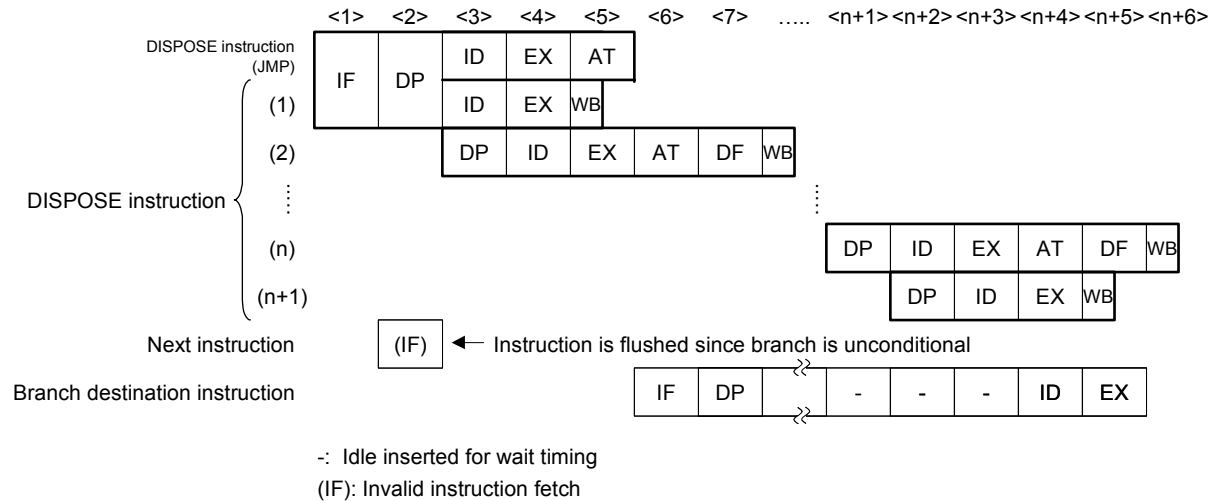 <1> <2> <3> <4> <5> <6> <7> ..... <n+1> <n+2> <n+3> <n+4> <n+5> <n+6>
DISPOSE instruction
(JMP)
IF DP ID EX AT
(1) ID EX WB
(2) DP ID EX AT DF WB
DISPOSE instruction
(n) DP ID EX AT DF WB
(n+1) DP ID EX WB
Next instruction (IF) Instruction is flushed since branch is unconditional
Branch destination instruction IF DP - - - ID EX
-: Idle inserted for wait timing
(IF): Invalid instruction fetch